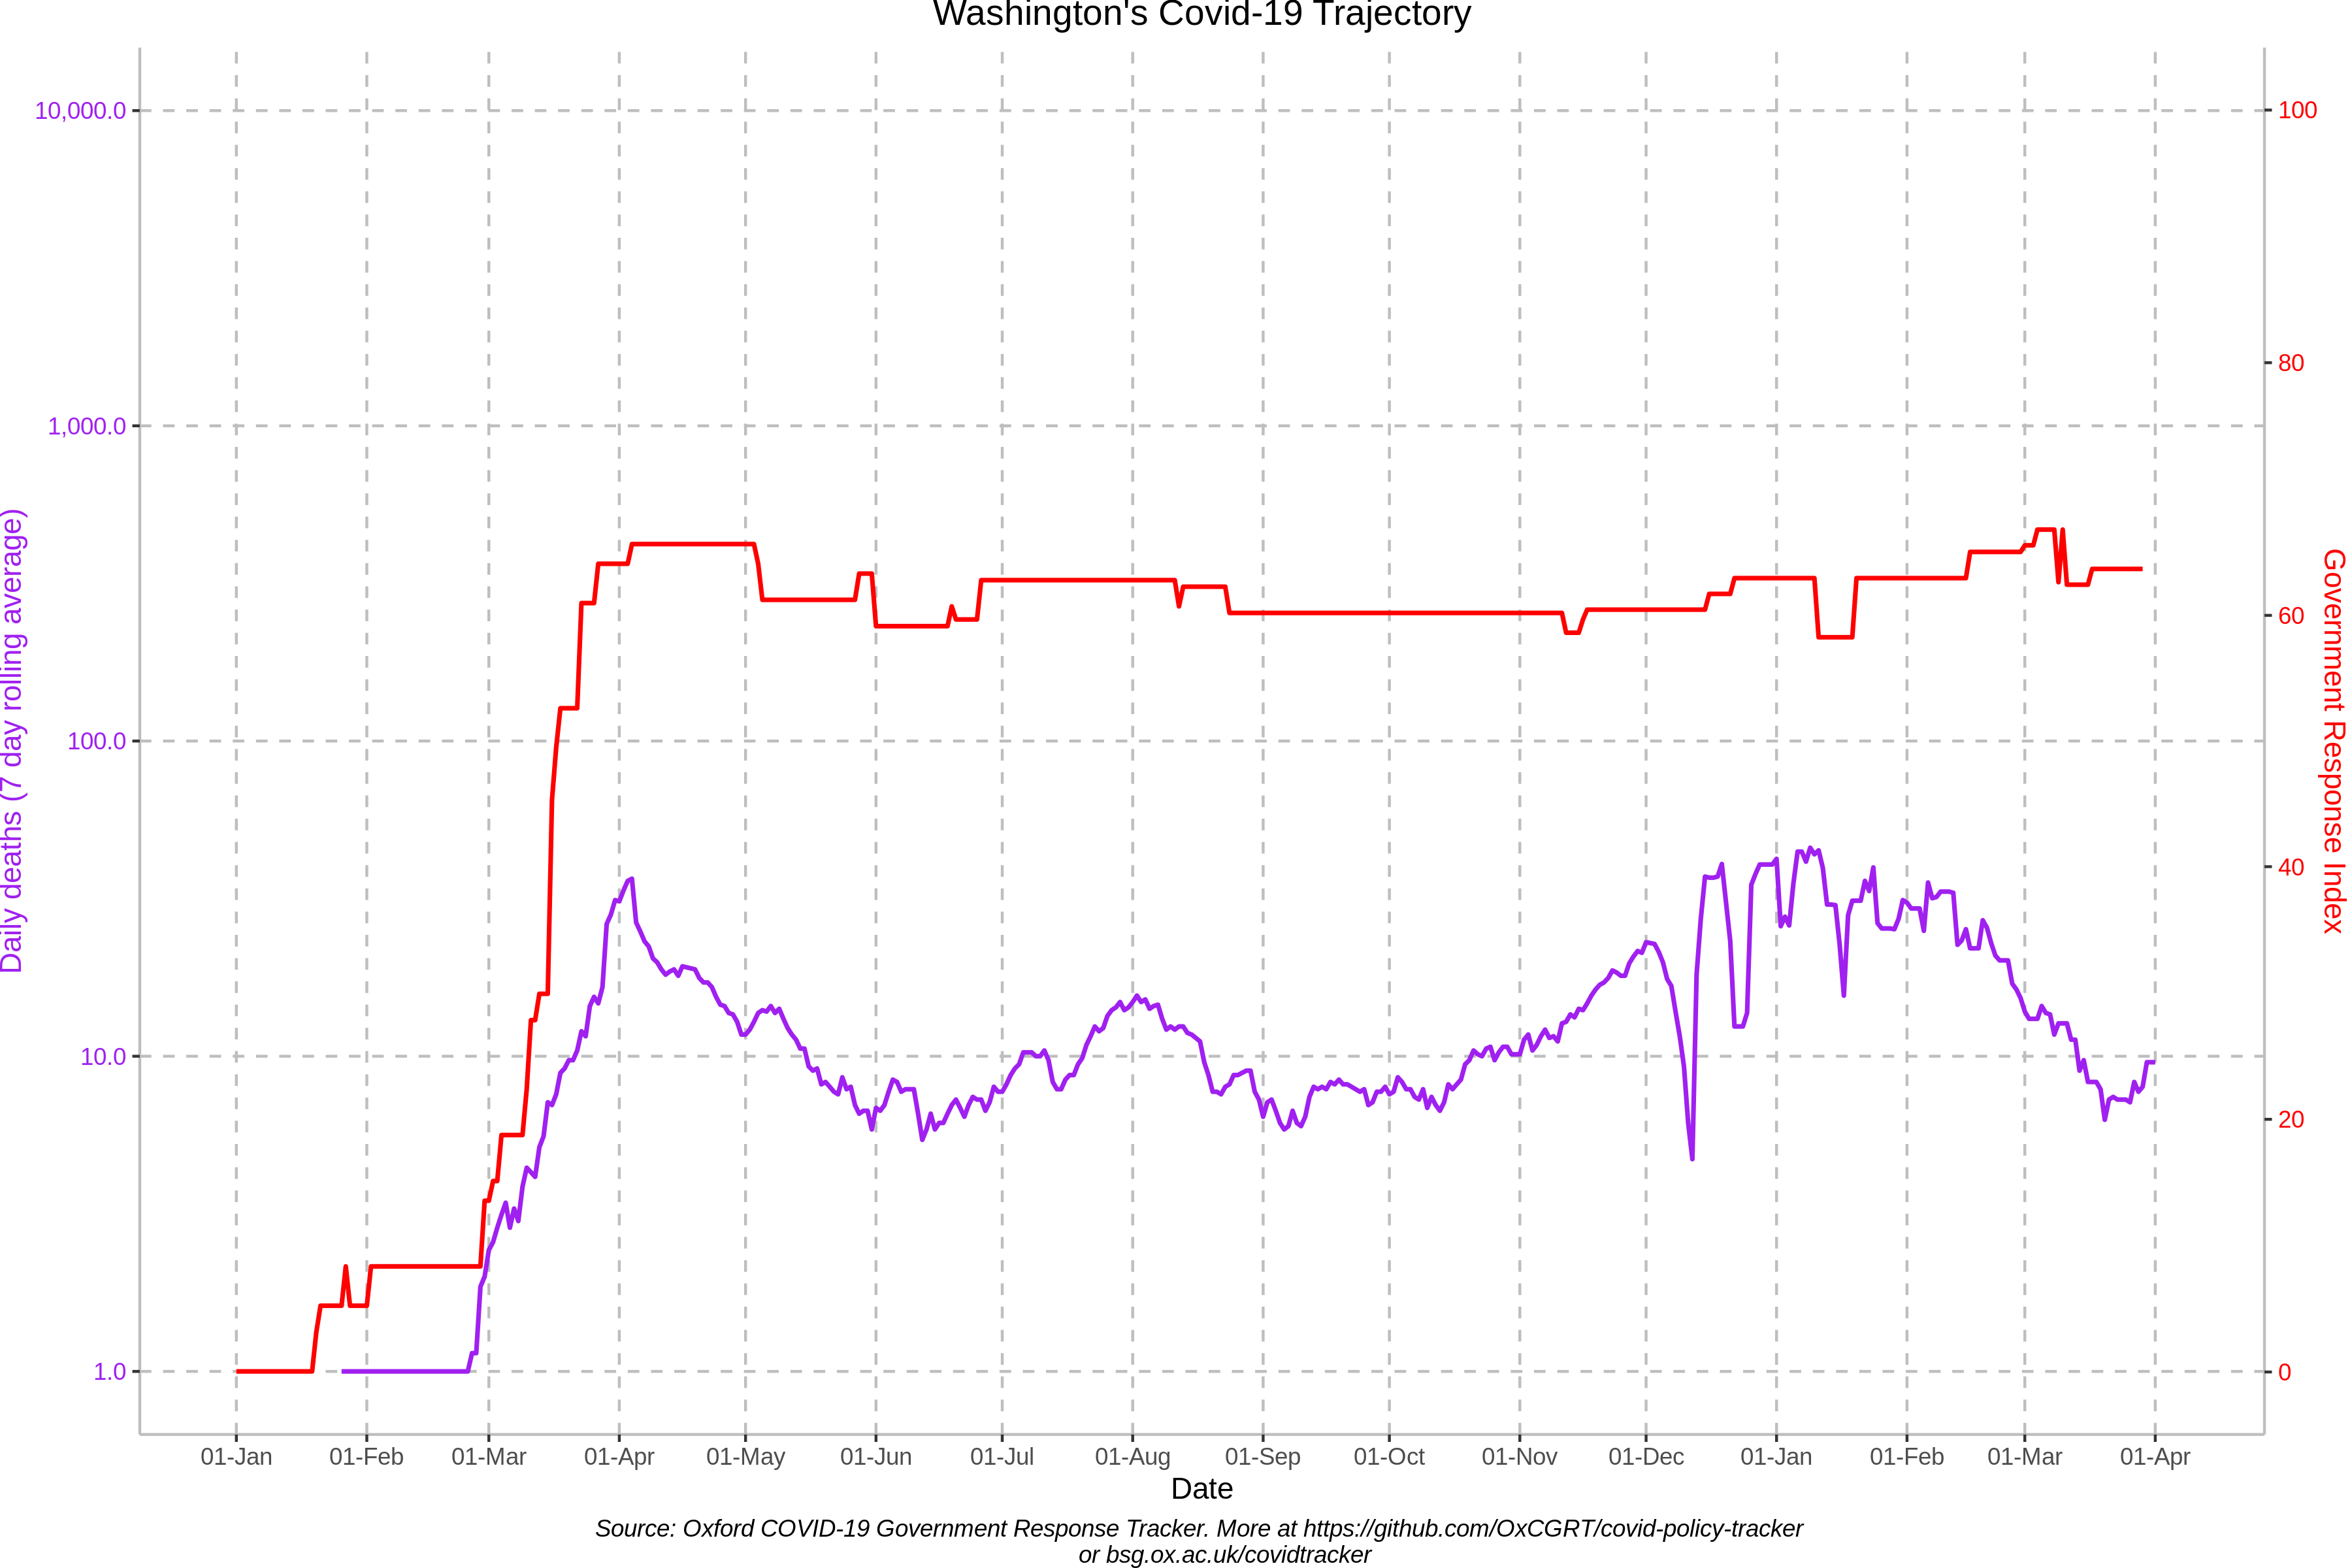 Washington's Covid-19 Trajectory
10,000.0
1,000.0
100.0
10.0
1.0
Daily deaths (7 day rolling average)
100
80
60
40
20
0
Government Response Index
01-Jan 01-Feb 01-Mar 01-Apr 01-May 01-Jun 01-Jul 01-Aug 01-Sep 01-Oct 01-Nov 01-Dec 01-Jan 01-Feb 01-Mar 01-Apr
Date
Source: Oxford COVID-19 Government Response Tracker. More at https://github.com/OxCGRT/covid-policy-tracker
or bsg.ox.ac.uk/covidtracker